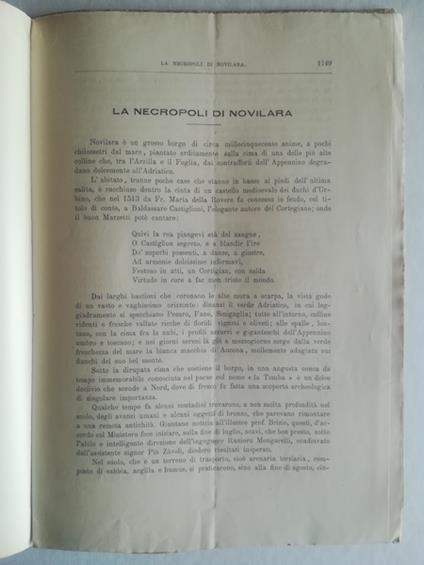 LA NECROPOLI DI NOVILARA. 1149
LA NECROPOLI DI NOVILARA
Novilara è un grosso borgo di circa millecinquecento anime, a pochi
chilometri dal mare, piantato arditamente sulla cima di una delle più alte
colline che, tra l'Arzilla e il Foglia, dai contrafforti dell'Appennino degra-
dano dolcemente all'Adriatico.
L'abitato, tranne poche case che stanno in basso ai piedi dell'ultima
salita, è racchiuso dentro la cinta di un castello medioevale dei duchi d'Ur-
bino, che nel 1513 da Fr. Maria della Rovere fu concesso in feudo, col ti-
tolo di conte, a Baldassare Castiglioni, l'elegante autore del Cortegiano; onde
il buon Marzetti potè cantare:
Quivi la rea piangevi età del sangue,
O Castiglion segreto, e a blandir l'ire
De' superbi possenti, a danze, a giostre,
Ad armonie dolcissime informavi,
Festoso in atti, un Cortigian, con salda
Virtude in core a far men tristo il mondo.
Dai larghi bastioni che coronano le alte mura a scarpa, la vista gode
di un vasto e vaghissimo orizzonte: dinanzi il verde Adriatico, in cui leg-
giadramente si specchiano Pesaro, Fano, Sinigaglia; tutte all'intorno, colline
ridenti e fresche vallate ricche di floridi vigneti e oliveti; alle spalle, lon-
tano, con la cima fra la nubi, i profili azzurri e giganteschi dell'Appennino
umbro e toscano; e nei giorni sereni là giù a mezzogiorno sorge dalla verde
freschezza del mare la bianca macchia di Ancona, mollemente adagiata sui
fianchi del suo bel monte.
Sotto la dirupata cima che sostiene il borgo, in una angusta conca da
tempo immemorabile conosciuta nel paese col nome « la Tomba » è un dolce
declivio che scende a Nord, dove di fresco fu fatta una scoperta archeologica
di singolare importanza.
Qualche tempo fa alcuni contadini trovarono, a non molta profondità nel
suolo, degli avanzi umani e alcuni oggetti di bronzo, che parevano rimontare
a una remota antichità. Giuntane notizia all'illustre prof. Brizio, questi, d'ac-
cordo col Ministero fece iniziare, sulla fine di luglio, scavi, che ben presto, sotto
l'abile e intelligente direzione dell'ingegnere Raniero Mengarelli, coadiuvato
dall'assistente signor Pio Zàvoli, diedero risultati insperati.
Nel suolo, che è un terreno di trasporto, cioè arenaria terziaria, com-
posto di sabbia, argilla e humus, si praticarono, sino alla fine di agosto, cin-